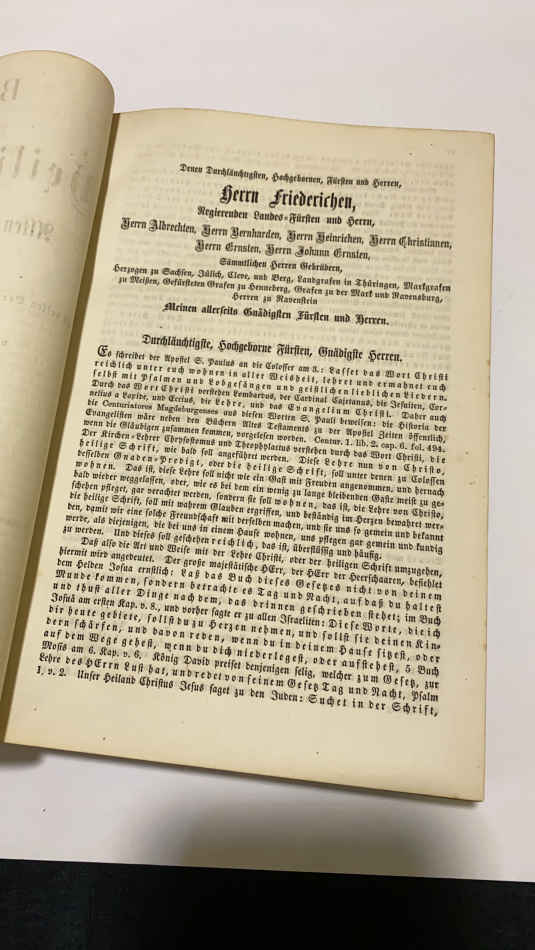 Denen Durchläuchtigsten, Hochgebornen, Fürsten und Herren,
Herrn Friederichen,
Regierenden Landes-Fürsten und Herrn,
Herrn Albrechten, Herrn Bernharden, Herrn Heinrichen, Herrn Christianen,
Herrn Ernsten, Herrn Johann Ernsten,
Sämmtlichen Herren Gebrüdern,
Herzogen zu Sachsen, Jülich, Cleve, und Berg, Landgrafen in Thüringen, Markgrafen
zu Meißen, Gefürsteten Grafen zu Henneberg, Grafen zu der Mark und Ravensburg,
Herren zu Ravenstein
Meinen allerseits Gnädigsten Fürsten und Herren.
Durchläuchtigste, Hochgeborne Fürsten, Gnädigste Herren.
Es schreibet der Apostel S. Paulus an die Colosser am 3.: Lasset das Wort Christi
reichlich unter euch wohnen in aller Weisheit, lehret und ermahnet euch
selbst mit Psalmen und Lobgesängen und geistlichen lieblichen Liedern.
Durch das Wort Christi verstehen Lombardus, der Cardinal Cajetanus, die Jesuiten, Cor-
nelius a Lapide, und Eccius, die Lehre, und das Evangelium Christi. Daher auch
die Centuriatores Magdeburgenses aus diesen Worten S. Pauli beweisen: die Historia der
Evangelisten wäre neben den Büchern Altes Testaments zu der Apostel Zeiten öffentlich,
wenn die Gläubigen zusammen kommen, vorgelesen worden. Centur. 1. lib. 2. cap. 6. fol. 494.
Der Kirchen-Lehrer Chrysostomus und Theophylactus verstehen durch das Wort Christi, die
heilige Schrift, wie bald soll angeführet werden. Diese Lehre nun von Christo,
desselben Gnaden-Predigt, oder die heilige Schrift, soll unter denen zu Colossen
wohnen. Das ist, diese Lehre soll nicht wie ein Gast mit Freuden angenommen, und hernach
bald wieder weggelassen, oder, wie es bei dem ein wenig zu lange bleibenden Gaste meist zu ge-
schehen pfleget, gar verachtet werden, sondern sie soll wohnen, das ist, die Lehre von Christo,
die heilige Schrift, soll mit wahrem Glauben ergriffen, und beständig im Herzen bewahret wer-
den, damit wir eine solche Freundschaft mit derselben machen, und sie uns so gemein und bekannt
werde, als diejenigen, die bei uns in einem Hause wohnen, und pflegen gar gemein und kundig
zu werden. Und dieses soll geschehen reichlich, das ist, überflüssig und häufig.
Daß also die Art und Weise mit der Lehre Christi, oder der heiligen Schrift umzugehen,
hiermit wird angedeutet. Der große majestätische HErr, der HErr der Heerschaaren, befiehlet
dem Helden Josua ernstlich: Laß das Buch dieses Gesetzes nicht von deinem
Munde kommen, sondern betrachte es Tag und Nacht, auf daß du haltest
und thust aller Dinge nach dem, das drinnen geschrieben stehet; im Buch
Josuä am ersten Kap. v. 8., und vorher sagte er zu allen Israeliten: Diese Worte, die ich
dir heute gebiete, sollst du zu Herzen nehmen, und sollst sie deinen Kin-
dern schärfen, und davon reden, wenn du in deinem Hause sitzest, oder
auf dem Wege gehest, wenn du dich niederlegest, oder aufstehest, 5 Buch
Mosis am 6. Kap. v. 6. König David preiset denjenigen selig, welcher zum Gesetz, zur
Lehre des HErrn Lust hat, und redet von seinem Gesetz Tag und Nacht, Psalm
1, v. 2. Unser Heiland Christus Jesus saget zu den Juden: Suchet in der Schrift,